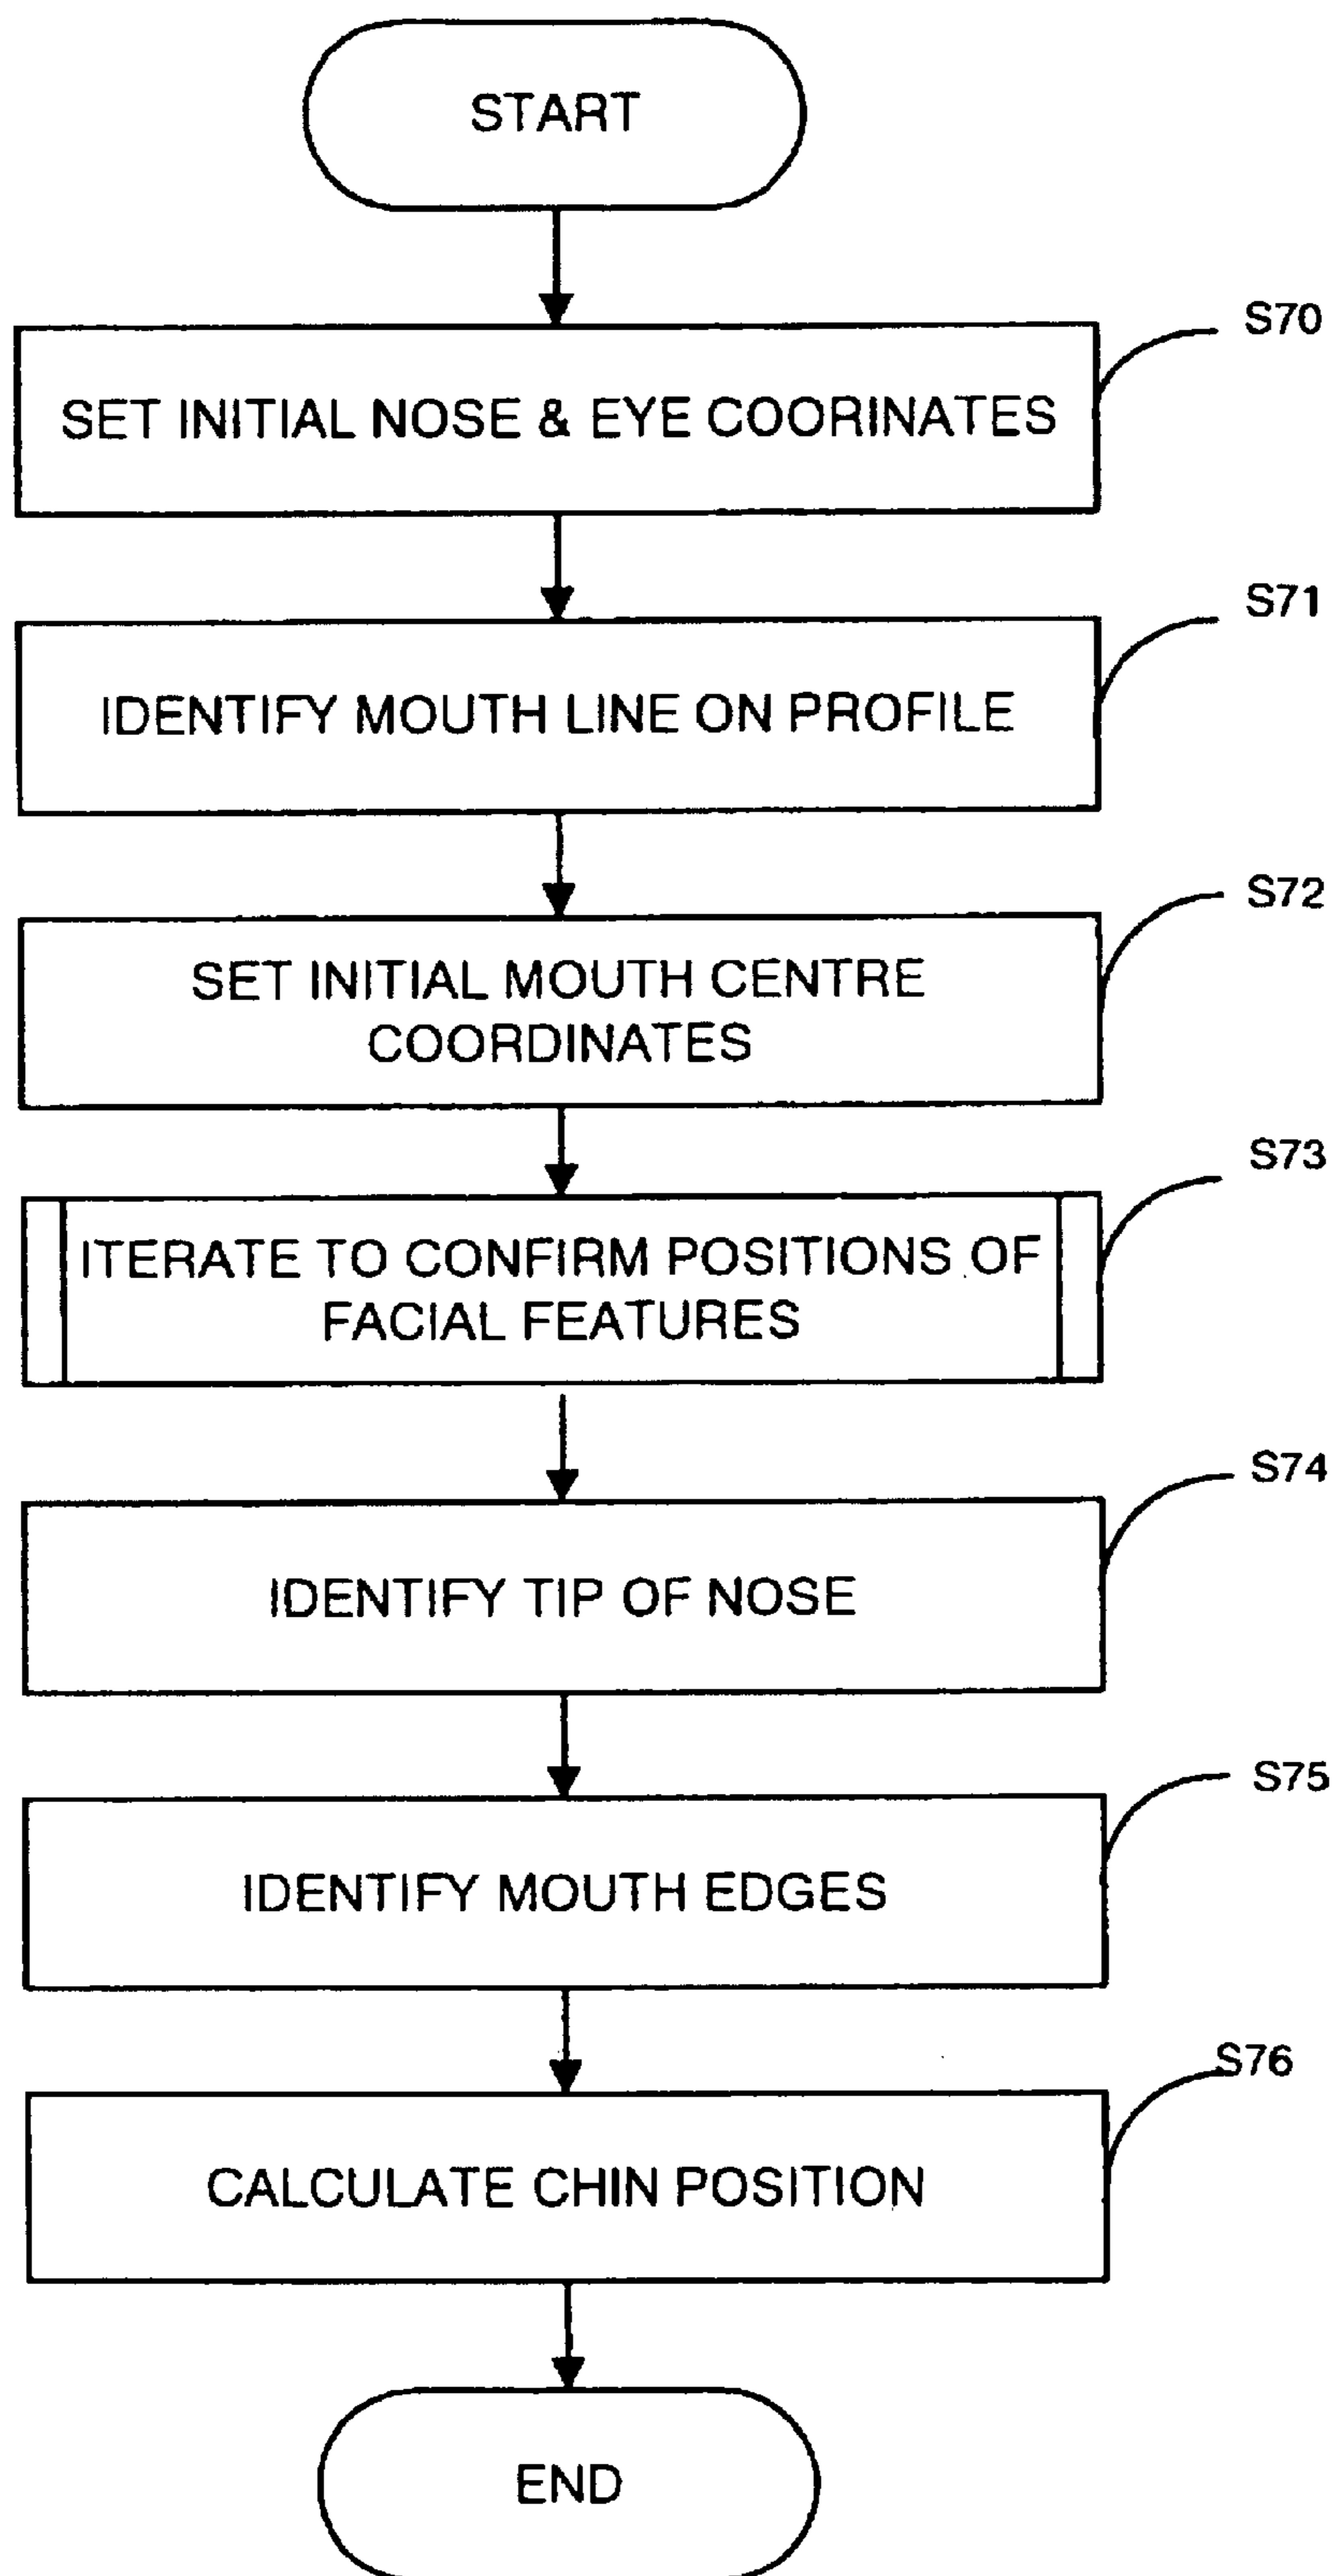 START
S70
SET INITIAL NOSE & EYE COORINATES
S71
IDENTIFY MOUTH LINE ON PROFILE
S72
SET INITIAL MOUTH CENTRE
COORDINATES
S73
ITERATE TO CONFIRM POSITIONS OF
FACIAL FEATURES
S74
IDENTIFY TIP OF NOSE
S75
IDENTIFY MOUTH EDGES
S76
CALCULATE CHIN POSITION
END